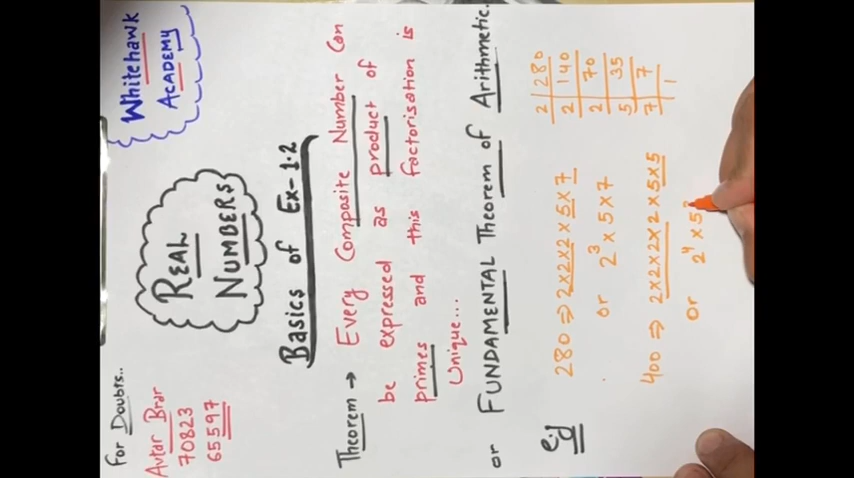 For Doubts..
Avtar Brar
70823
65597
REAL
NUMBERS
Whitehawk
ACADEMY
Basics of Ex-1.2
Theorem → Every Composite Number Can
be expressed as product of
primes and this factorisation is
Unique...
or FUNDAMENTAL Theorem of Arithmetic.
e.g
280 ⇒ 2×2×2×5×7
or 2³ × 5 × 7
2 | 280
2 | 140
2 | 70
5 | 35
7 | 7
1
400 ⇒ 2×2×2×2×5×5
or 2⁴ × 5²